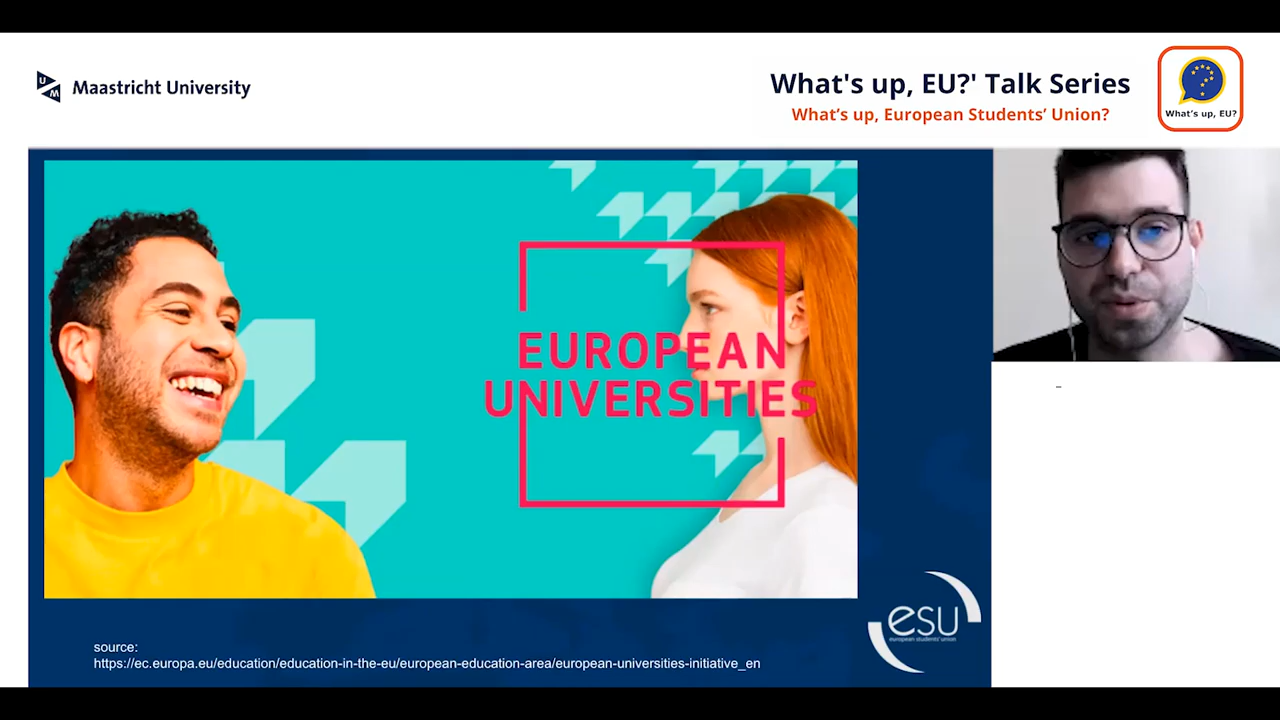 UM
Maastricht University
What's up, EU?' Talk Series
What's up, European Students' Union?
What's up, EU?
EUROPEAN
UNIVERSITIES
esu
european students' union
source:
https://ec.europa.eu/education/education-in-the-eu/european-education-area/european-universities-initiative_en